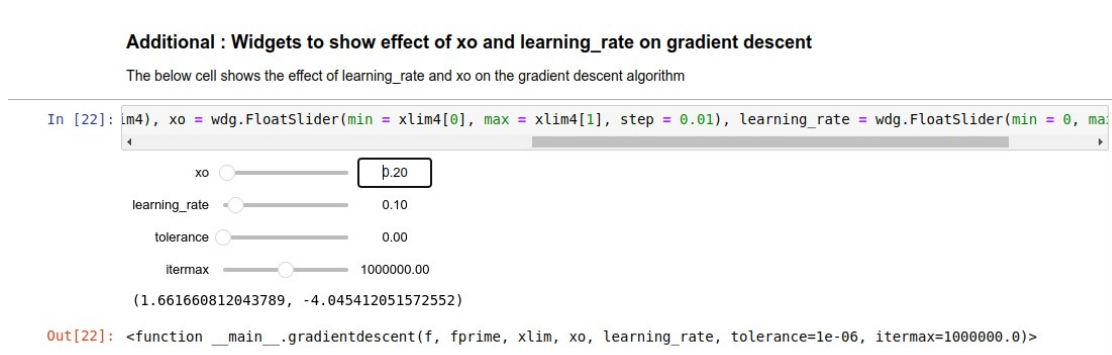 Additional : Widgets to show effect of xo and learning_rate on gradient descent
The below cell shows the effect of learning_rate and xo on the gradient descent algorithm
In [22]: im4), xo = wdg.FloatSlider(min = xlim4[0], max = xlim4[1], step = 0.01), learning_rate = wdg.FloatSlider(min = 0, ma
xo 0.20
learning_rate 0.10
tolerance 0.00
itermax 1000000.00
(1.661660812043789, -4.045412051572552)
Out[22]: <function __main__.gradientdescent(f, fprime, xlim, xo, learning_rate, tolerance=1e-06, itermax=1000000.0)>